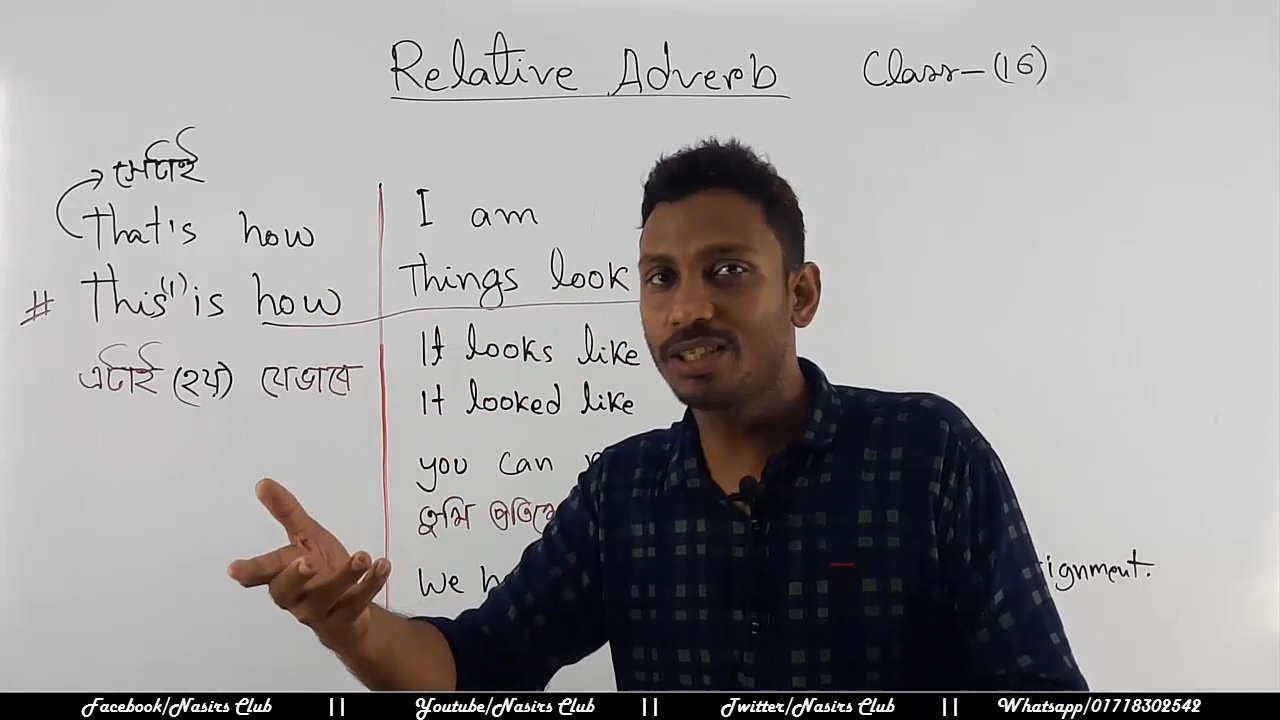 Relative Adverb Class-(16)
সেটাই
That's how
This (1) is how
এটাই (হয়) যেভাবে
I am
Things look
It looks like
It looked like
you can
তুমি
We
ignment.
Facebook/Nasirs Club || Youtube/Nasirs Club || Twitter/Nasirs Club || Whatsapp/01718302542